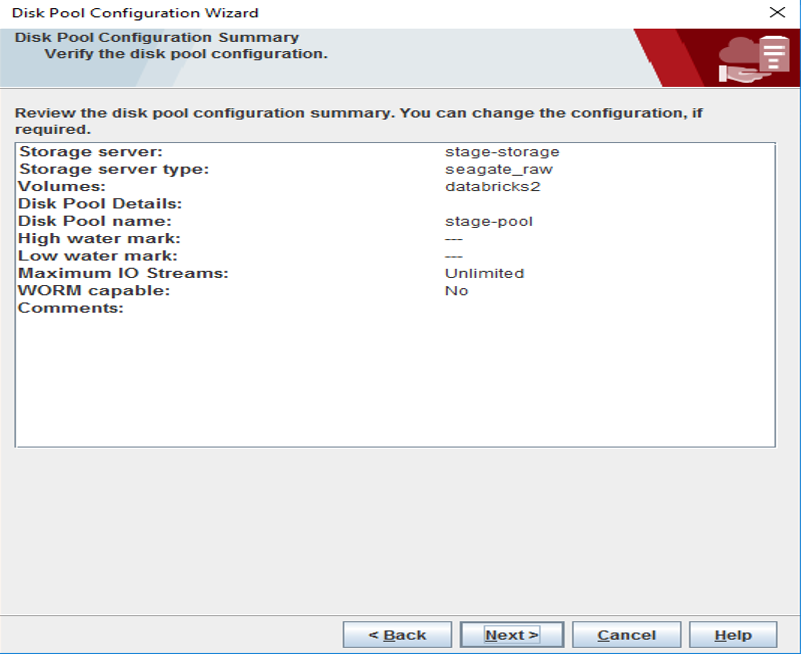 Disk Pool Configuration Wizard
Disk Pool Configuration Summary
Verify the disk pool configuration.
Review the disk pool configuration summary. You can change the configuration, if
required.
Storage server: stage-storage
Storage server type: seagate_raw
Volumes: databricks2
Disk Pool Details:
Disk Pool name: stage-pool
High water mark: ---
Low water mark: ---
Maximum IO Streams: Unlimited
WORM capable: No
Comments:
< Back Next > Cancel Help